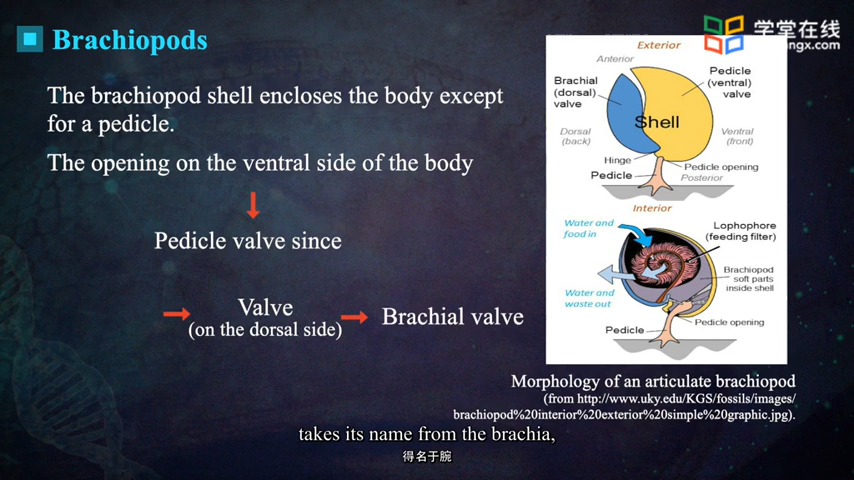 Brachiopods
学堂在线
ngx.com
The brachiopod shell encloses the body except
for a pedicle.
The opening on the ventral side of the body
Pedicle valve since
Valve
(on the dorsal side)
Brachial valve
Exterior
Anterior
Brachial
(dorsal)
valve
Pedicle
(ventral)
valve
Shell
Dorsal
(back)
Ventral
(front)
Hinge
Pedicle opening
Pedicle
Posterior
Interior
Water and
food in
Lophophore
(feeding filter)
Brachiopod
soft parts
inside shell
Water and
waste out
Pedicle opening
Pedicle
Morphology of an articulate brachiopod
(from http://www.uky.edu/KGS/fossils/images/
brachiopod%20interior%20exterior%20simple%20graphic.jpg).
takes its name from the brachia,
得名于腕